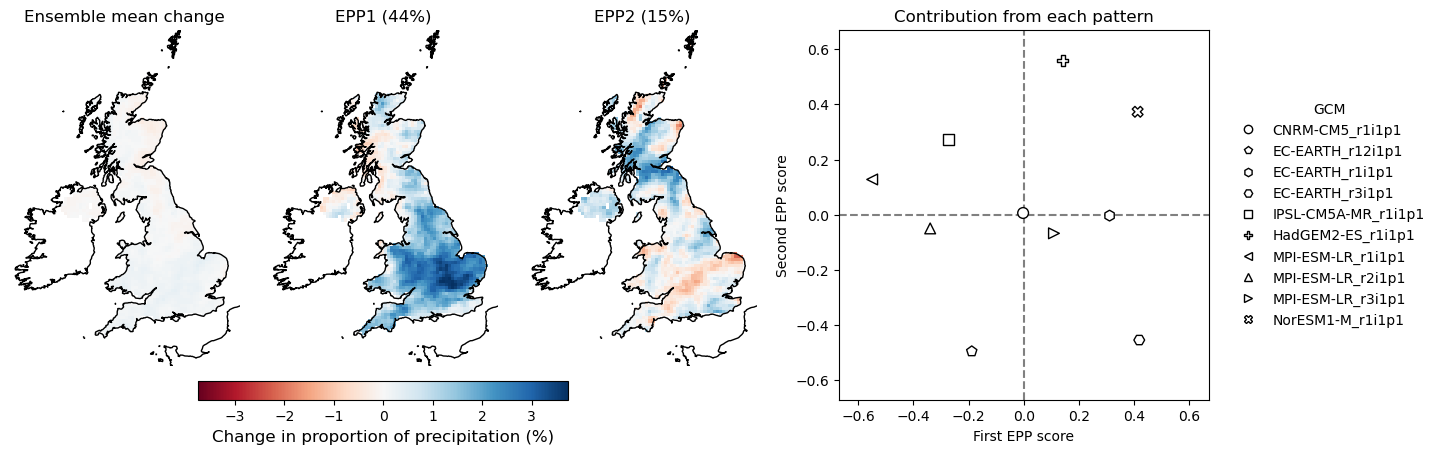 Ensemble mean change
EPP1 (44%)
EPP2 (15%)
Contribution from each pattern
−3 −2 −1 0 1 2 3
Change in proportion of precipitation (%)
Second EPP score
0.6
0.4
0.2
0.0
−0.2
−0.4
−0.6
−0.6 −0.4 −0.2 0.0 0.2 0.4 0.6
First EPP score
GCM
CNRM-CM5_r1i1p1
EC-EARTH_r12i1p1
EC-EARTH_r1i1p1
EC-EARTH_r3i1p1
IPSL-CM5A-MR_r1i1p1
HadGEM2-ES_r1i1p1
MPI-ESM-LR_r1i1p1
MPI-ESM-LR_r2i1p1
MPI-ESM-LR_r3i1p1
NorESM1-M_r1i1p1